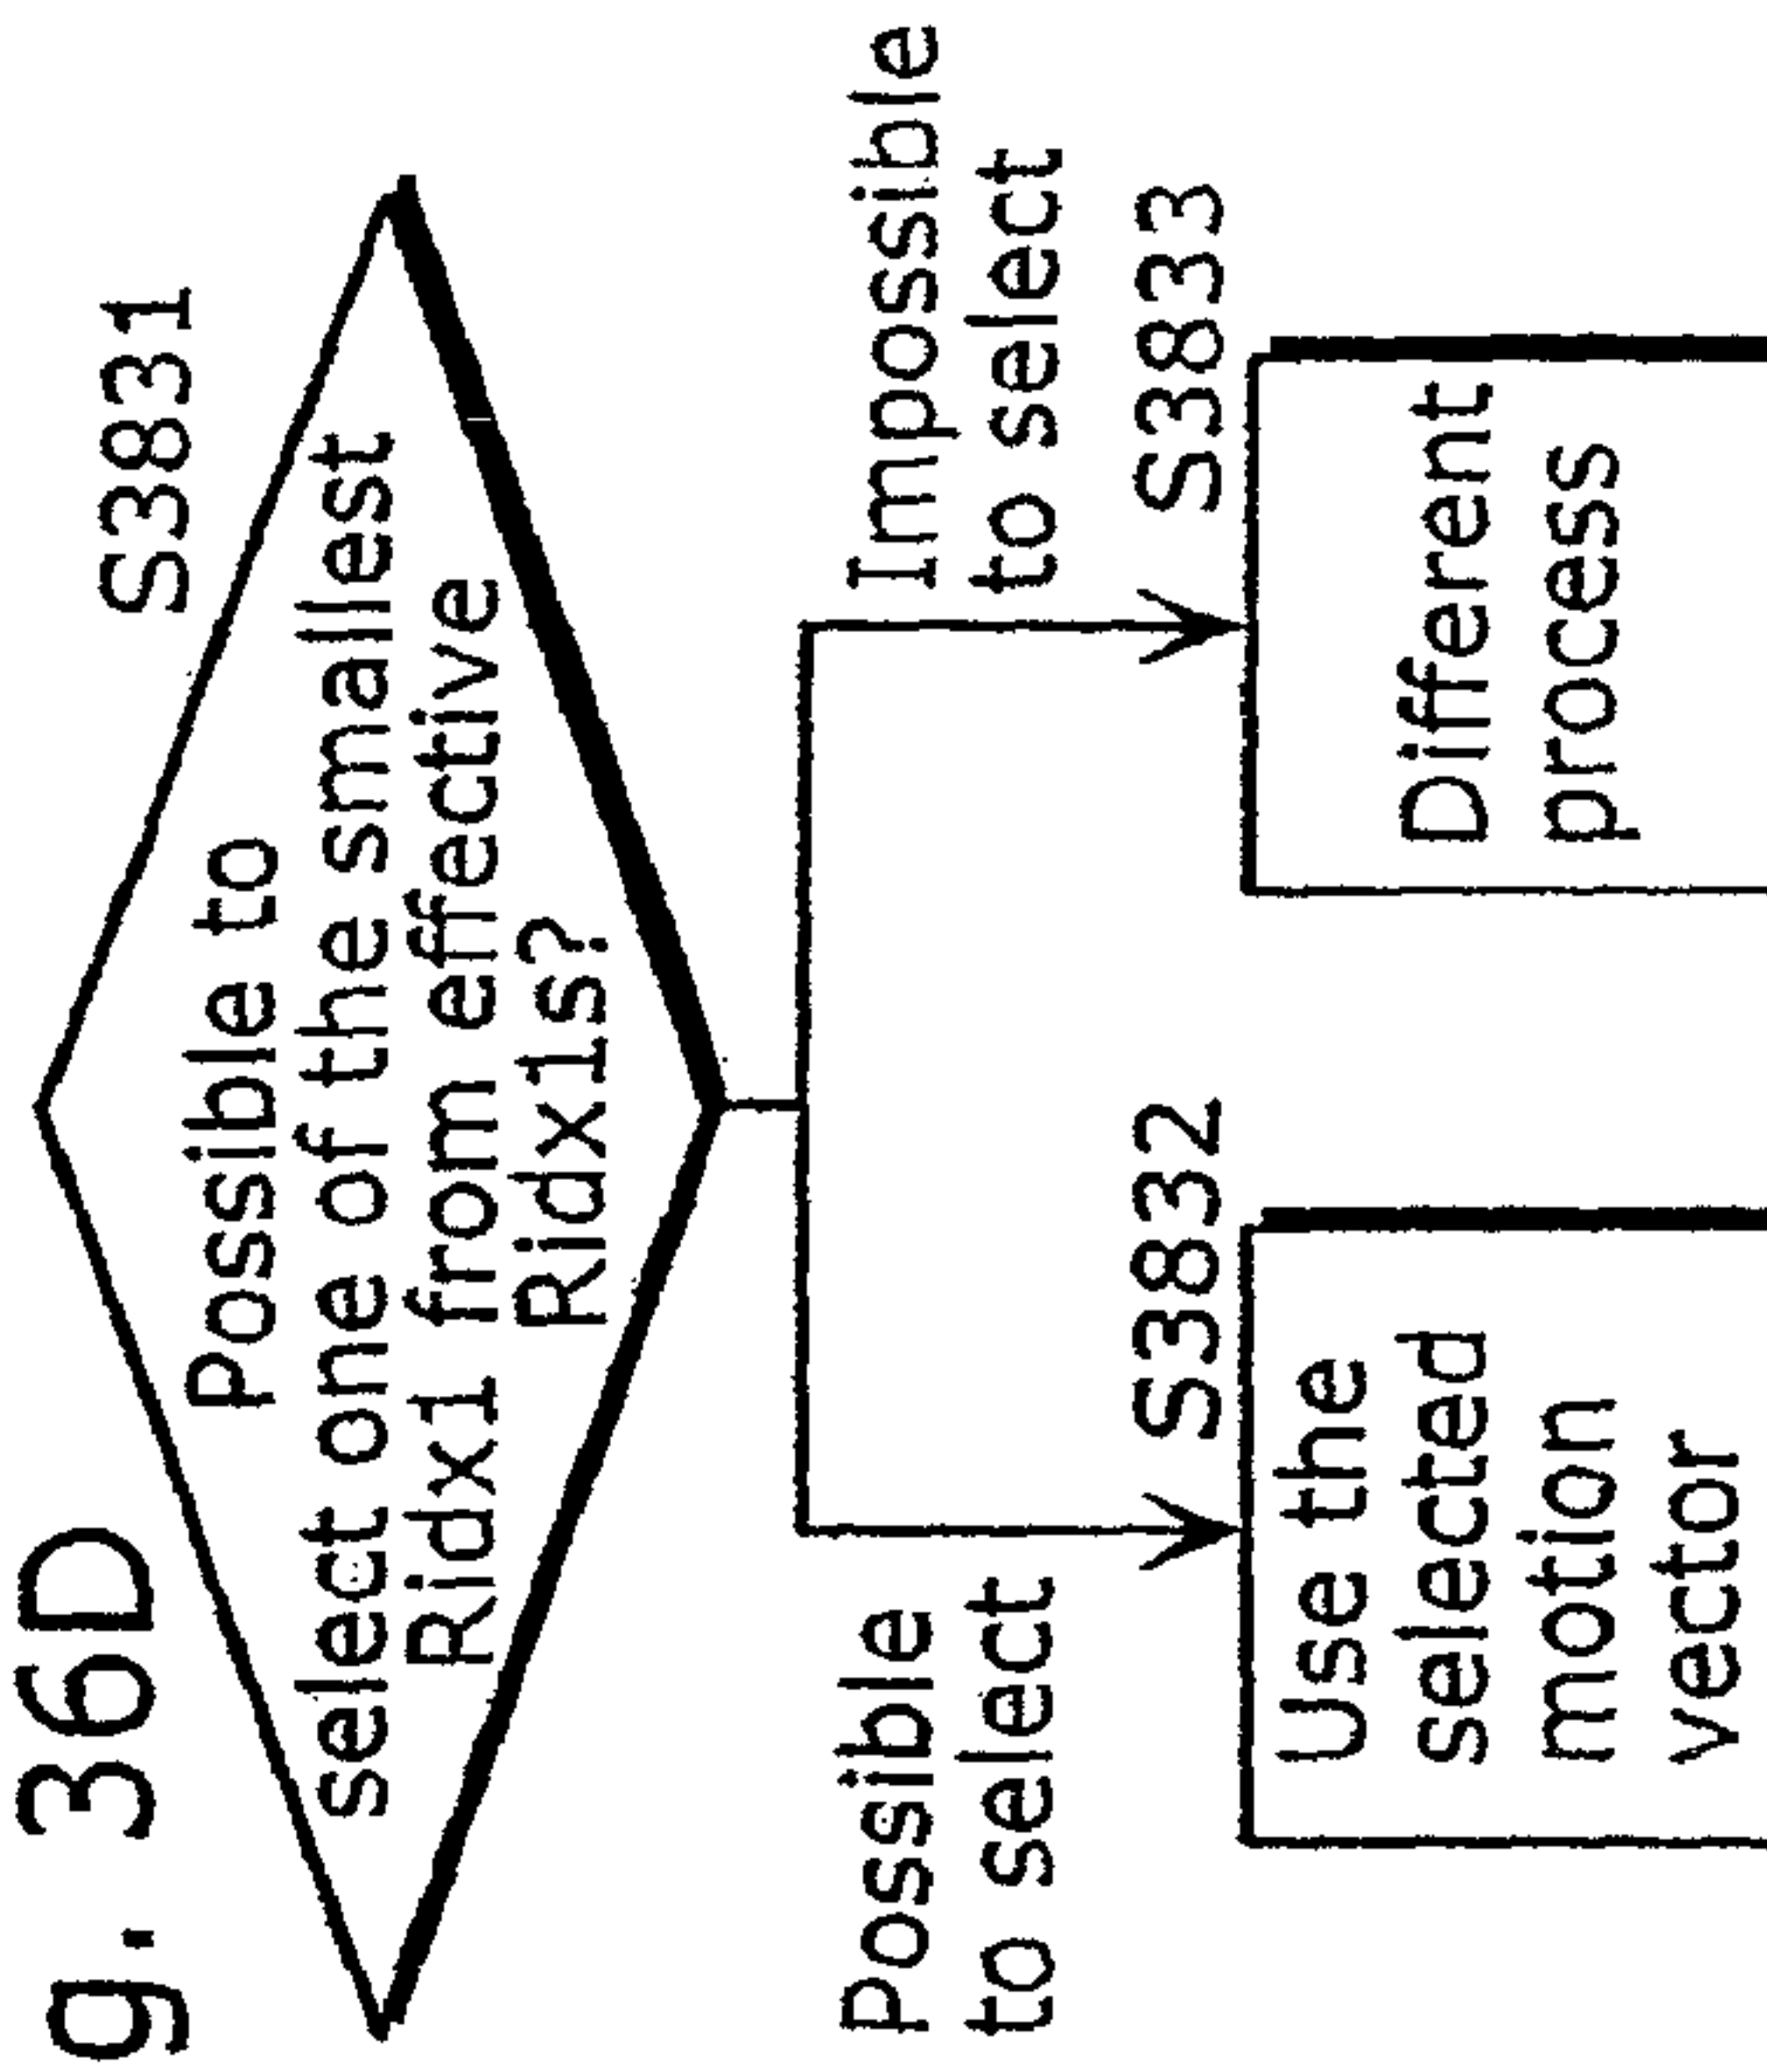 g. 36D
S3831
Possible to
select one of the smallest
Ridx1 from effective
Ridx1s?
Possible
to select
Impossible
to select
S3832
Use the
selected
motion
vector
S3833
Different
process